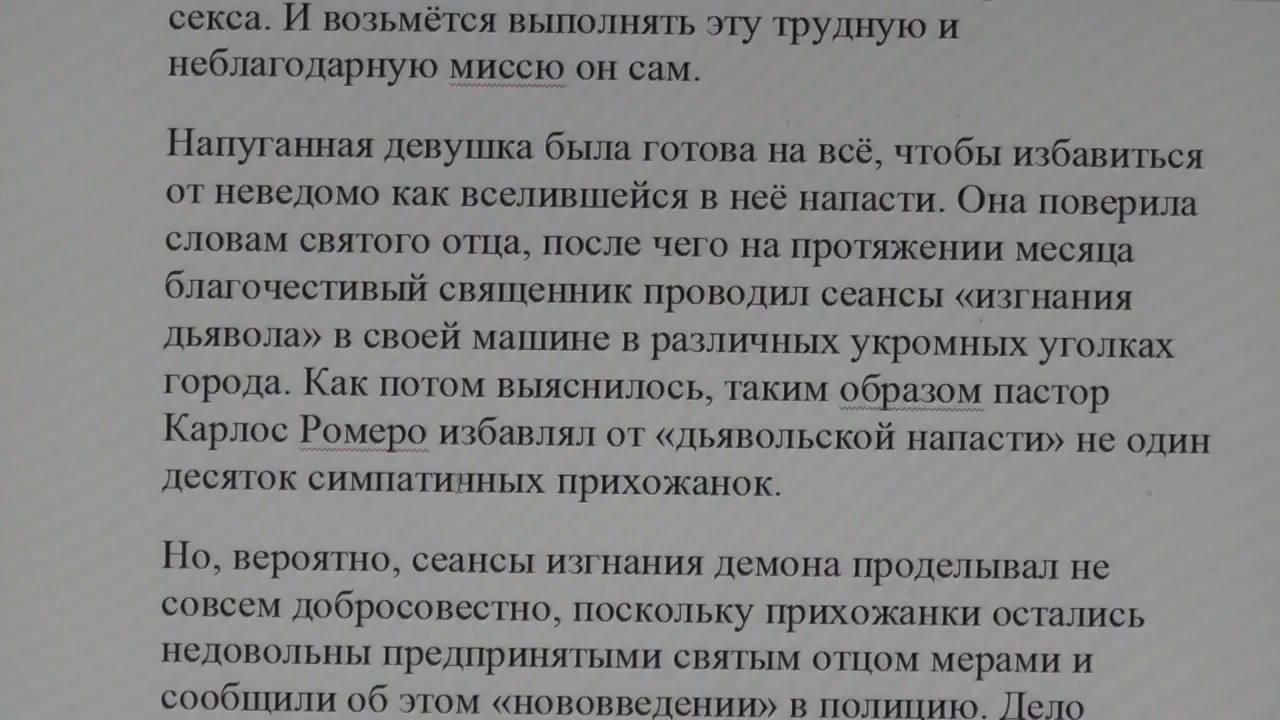 секса. И возьмётся выполнять эту трудную и
неблагодарную миссю он сам.
Напуганная девушка была готова на всё, чтобы избавиться
от неведомо как вселившейся в неё напасти. Она поверила
словам святого отца, после чего на протяжении месяца
благочестивый священник проводил сеансы «изгнания
дьявола» в своей машине в различных укромных уголках
города. Как потом выяснилось, таким образом пастор
Карлос Ромеро избавлял от «дьявольской напасти» не один
десяток симпатичных прихожанок.
Но, вероятно, сеансы изгнания демона проделывал не
совсем добросовестно, поскольку прихожанки остались
недовольны предпринятыми святым отцом мерами и
сообщили об этом «нововведении» в полицию. Дело